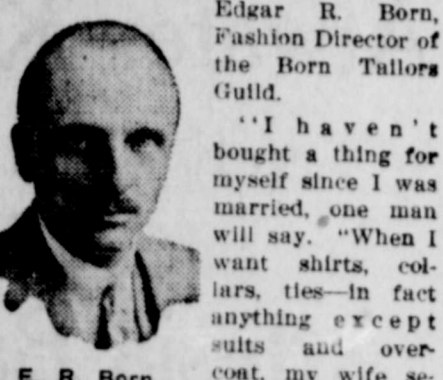 Edgar R. Born,
Fashion Director of
the Born Tailors
Guild.
"I haven't
bought a thing for
myself since I was
married, one man
will say. "When I
want shirts, col-
lars, ties—in fact
anything except
suits and over-
coat, my wife se-
E. R. Born